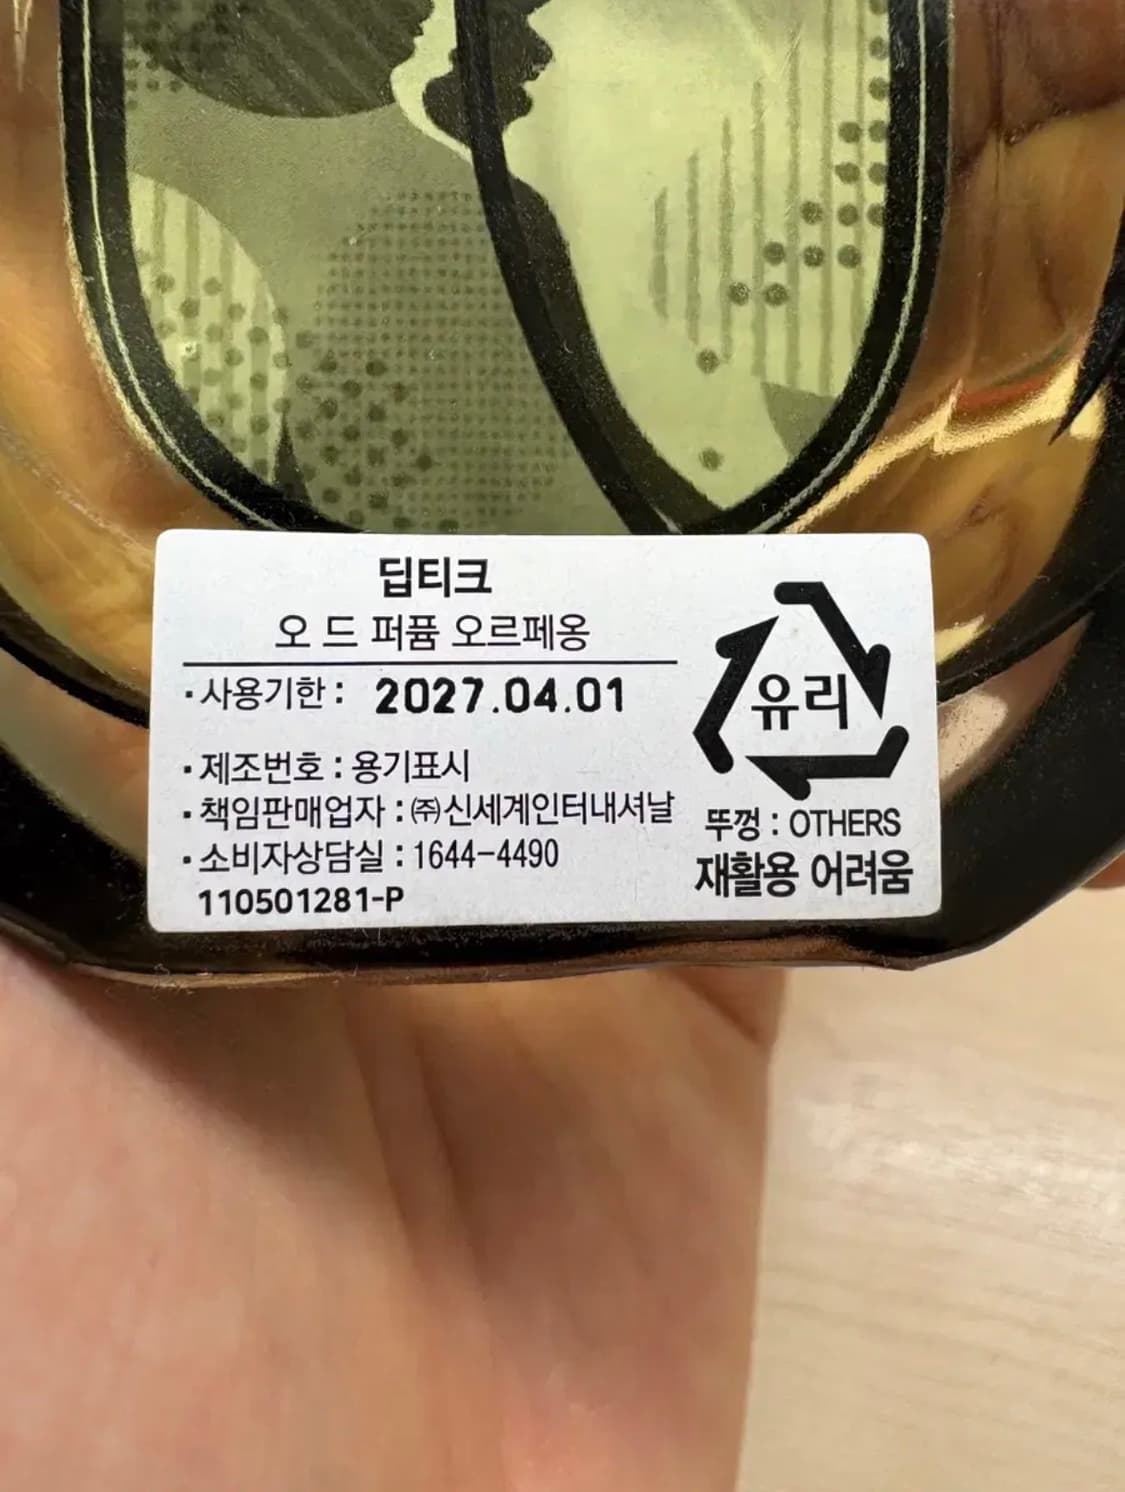 딥티크
오 드 퍼퓸 오르페옹
· 사용기한 : 2027.04.01
· 제조번호 : 용기표시
· 책임판매업자 : ㈜신세계인터내셔날
· 소비자상담실 : 1644-4490
110501281-P
유리
뚜껑 : OTHERS
재활용 어려움